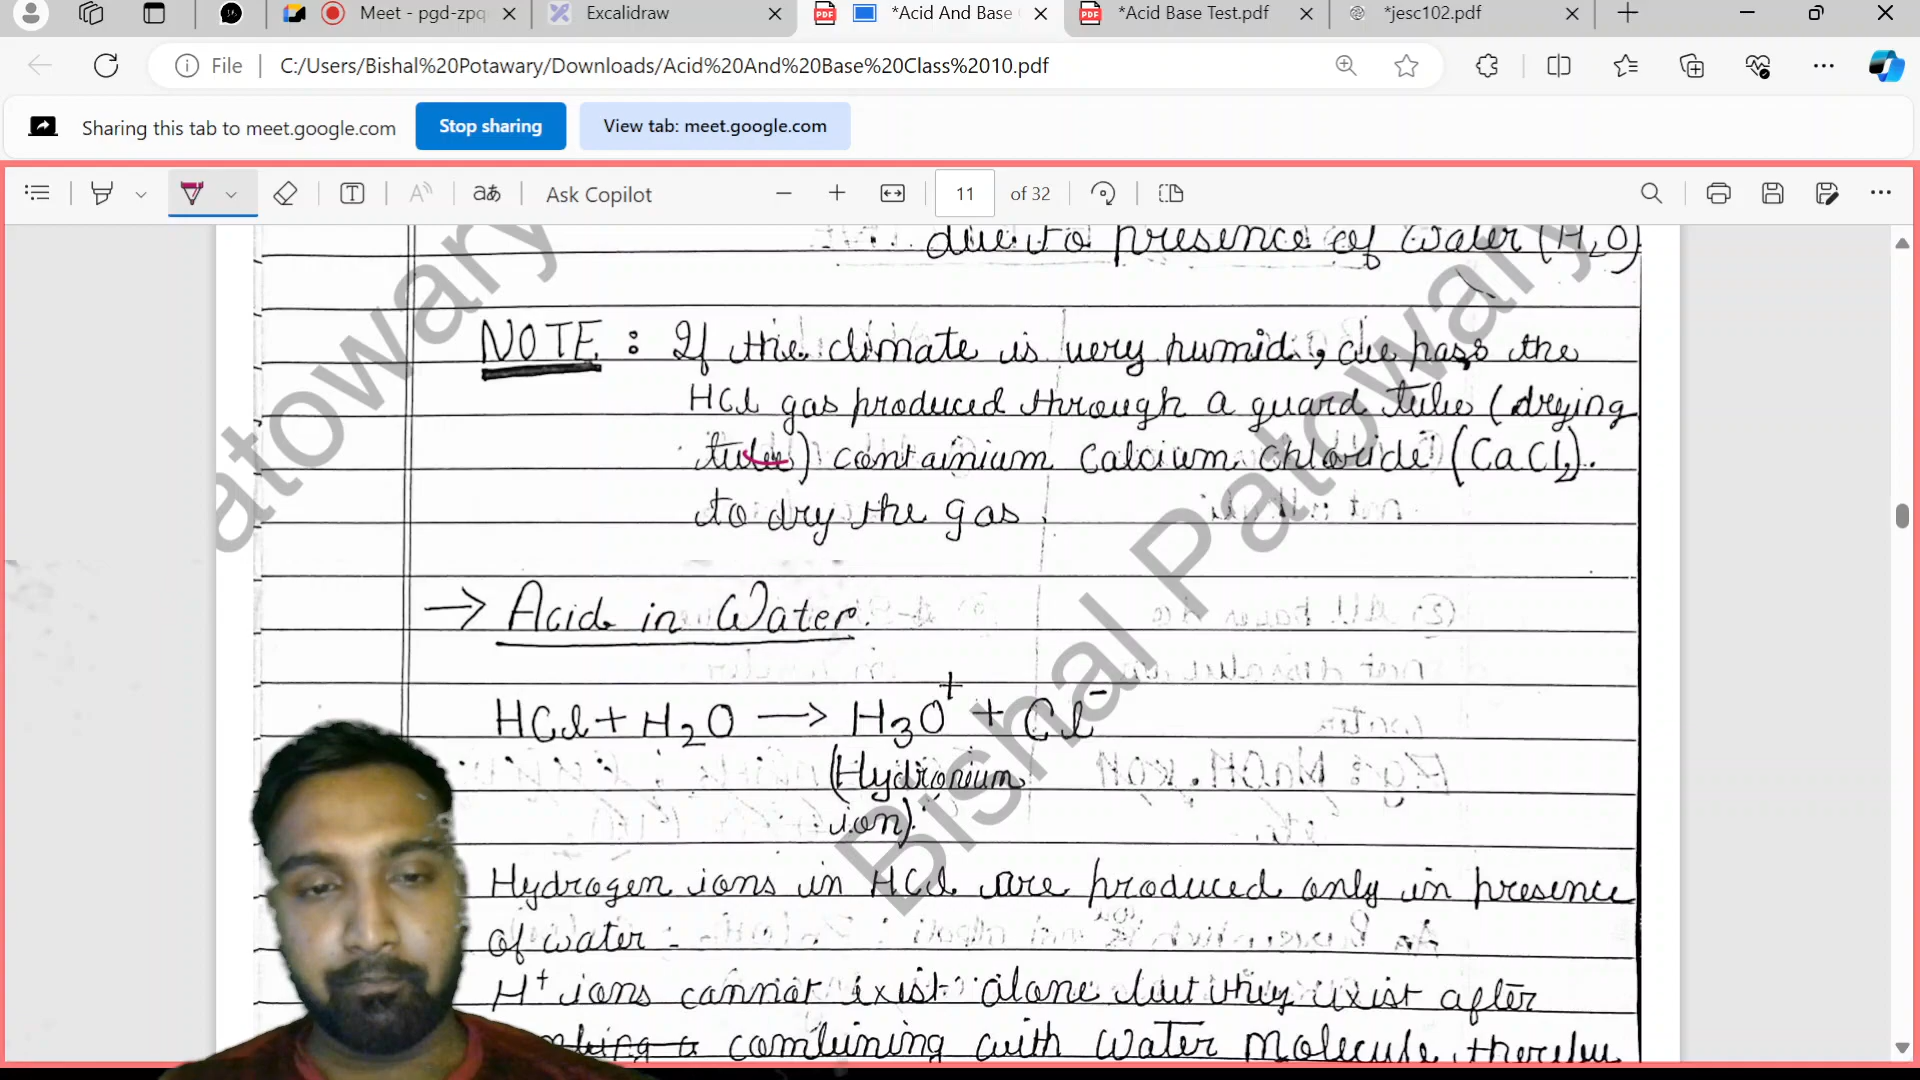 Meet - pgd-zpq
Excalidraw
*Acid And Base
*Acid Base Test.pdf
*jesc102.pdf
File
C:/Users/Bishal%20Potawary/Downloads/Acid%20And%20Base%20Class%2010.pdf
Sharing this tab to meet.google.com
Stop sharing
View tab: meet.google.com
Ask Copilot
11 of 32
due to presence of Water (H2O)
NOTE : If the climate is very humid, we pass the
HCl gas produced through a guard tube (drying
tube) containium Calcium chloride (CaCl2).
to dry the gas.
→ Acid in Water.
HCl + H2O → H3O+ + Cl-
(Hydronium
ion).
Hydrogen ions in HCl are produced only in presence
of water.
H+ ions cannot exist alone but they exist after
combining with water molecule, thereby
Bishal Patowary